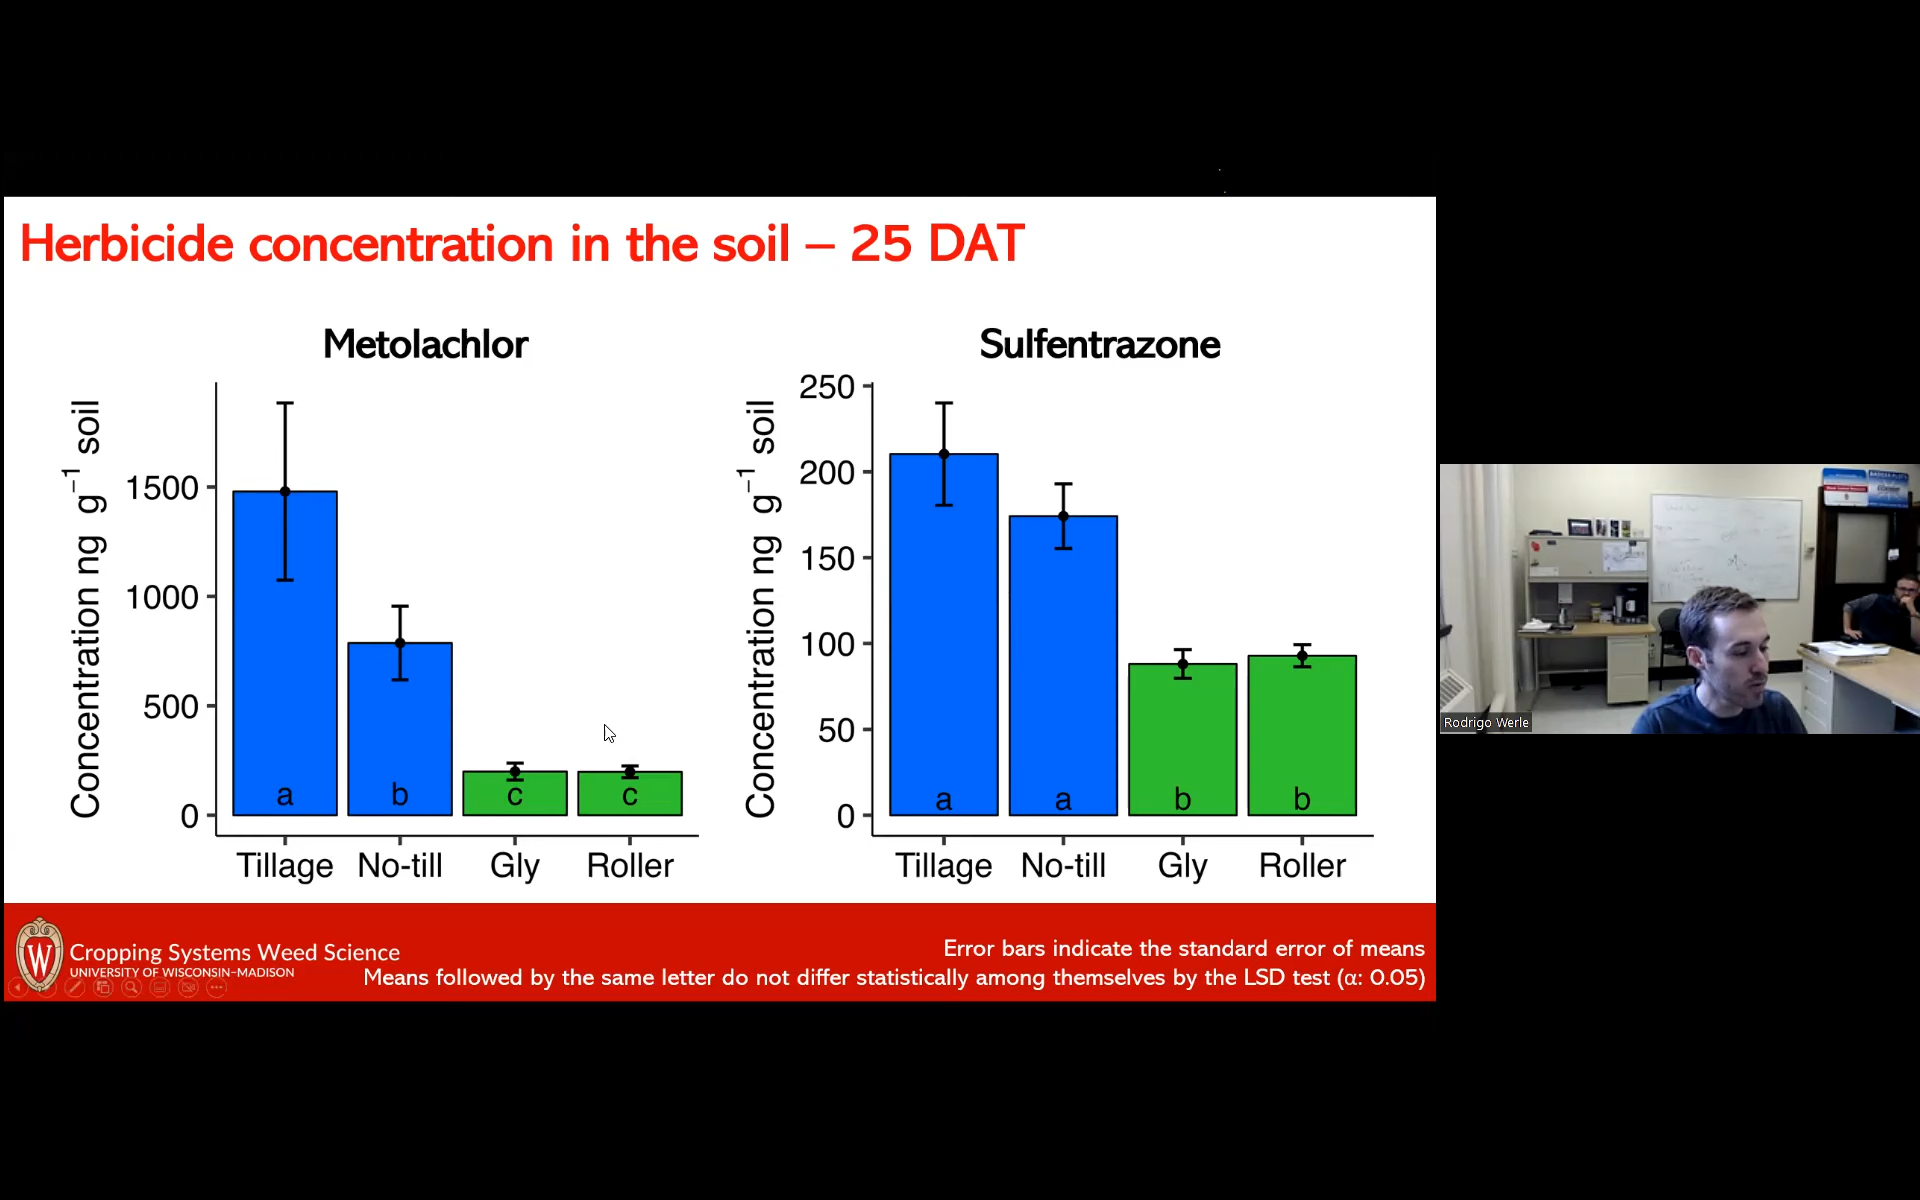 Herbicide concentration in the soil – 25 DAT
Metolachlor
Concentration ng g⁻¹ soil
1500
1000
500
0
a
b
c
c
Tillage
No-till
Gly
Roller
Sulfentrazone
Concentration ng g⁻¹ soil
250
200
150
100
50
0
a
a
b
b
Tillage
No-till
Gly
Roller
W
Cropping Systems Weed Science
UNIVERSITY OF WISCONSIN–MADISON
Error bars indicate the standard error of means
Means followed by the same letter do not differ statistically among themselves by the LSD test (α: 0.05)
Rodrigo Werle